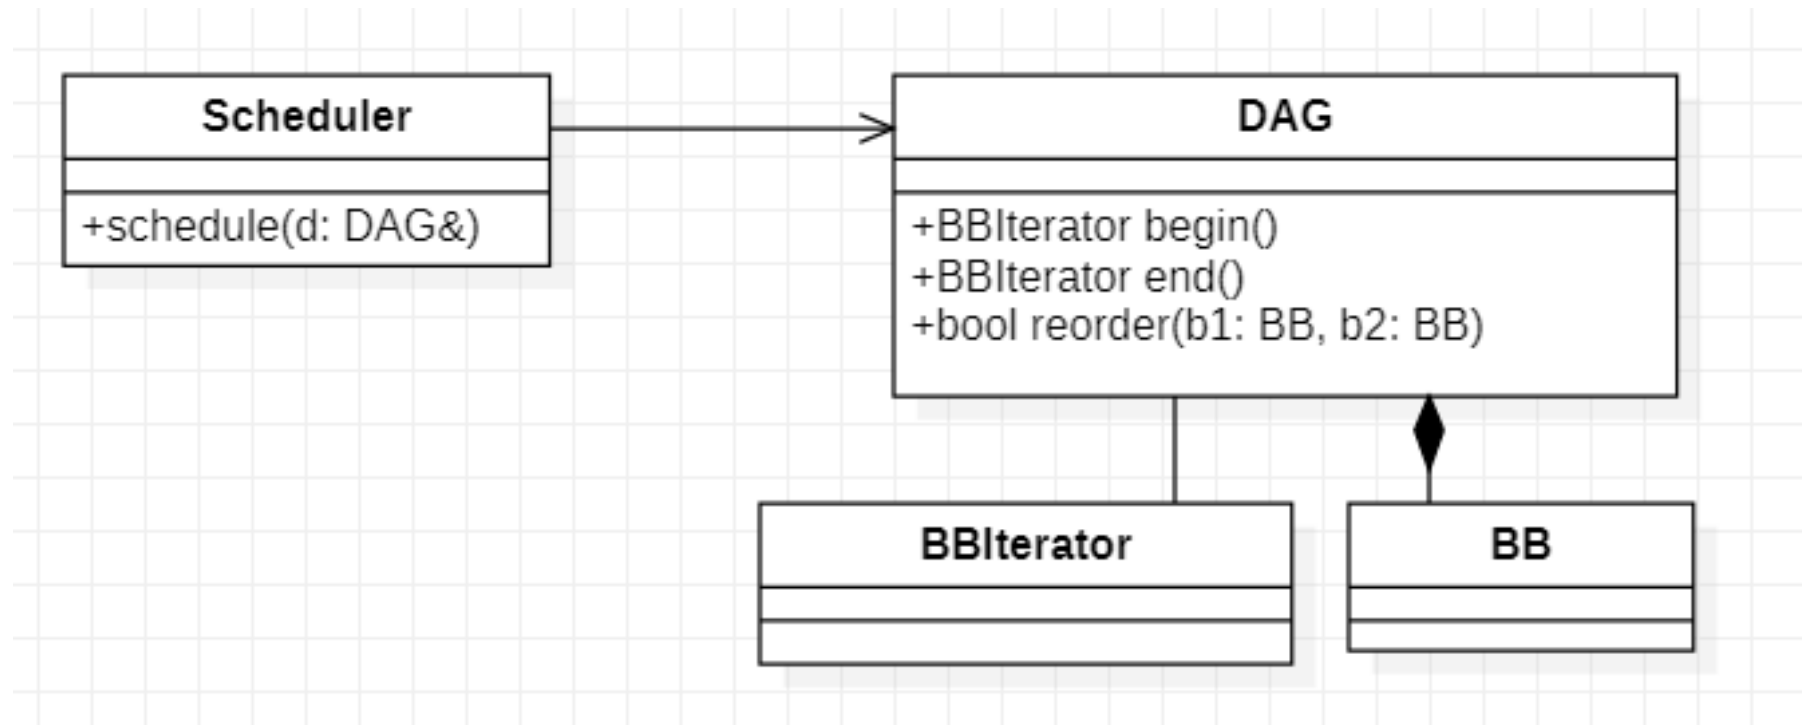 Scheduler
+schedule(d: DAG&)
DAG
+BBIterator begin()
+BBIterator end()
+bool reorder(b1: BB, b2: BB)
BBIterator
BB